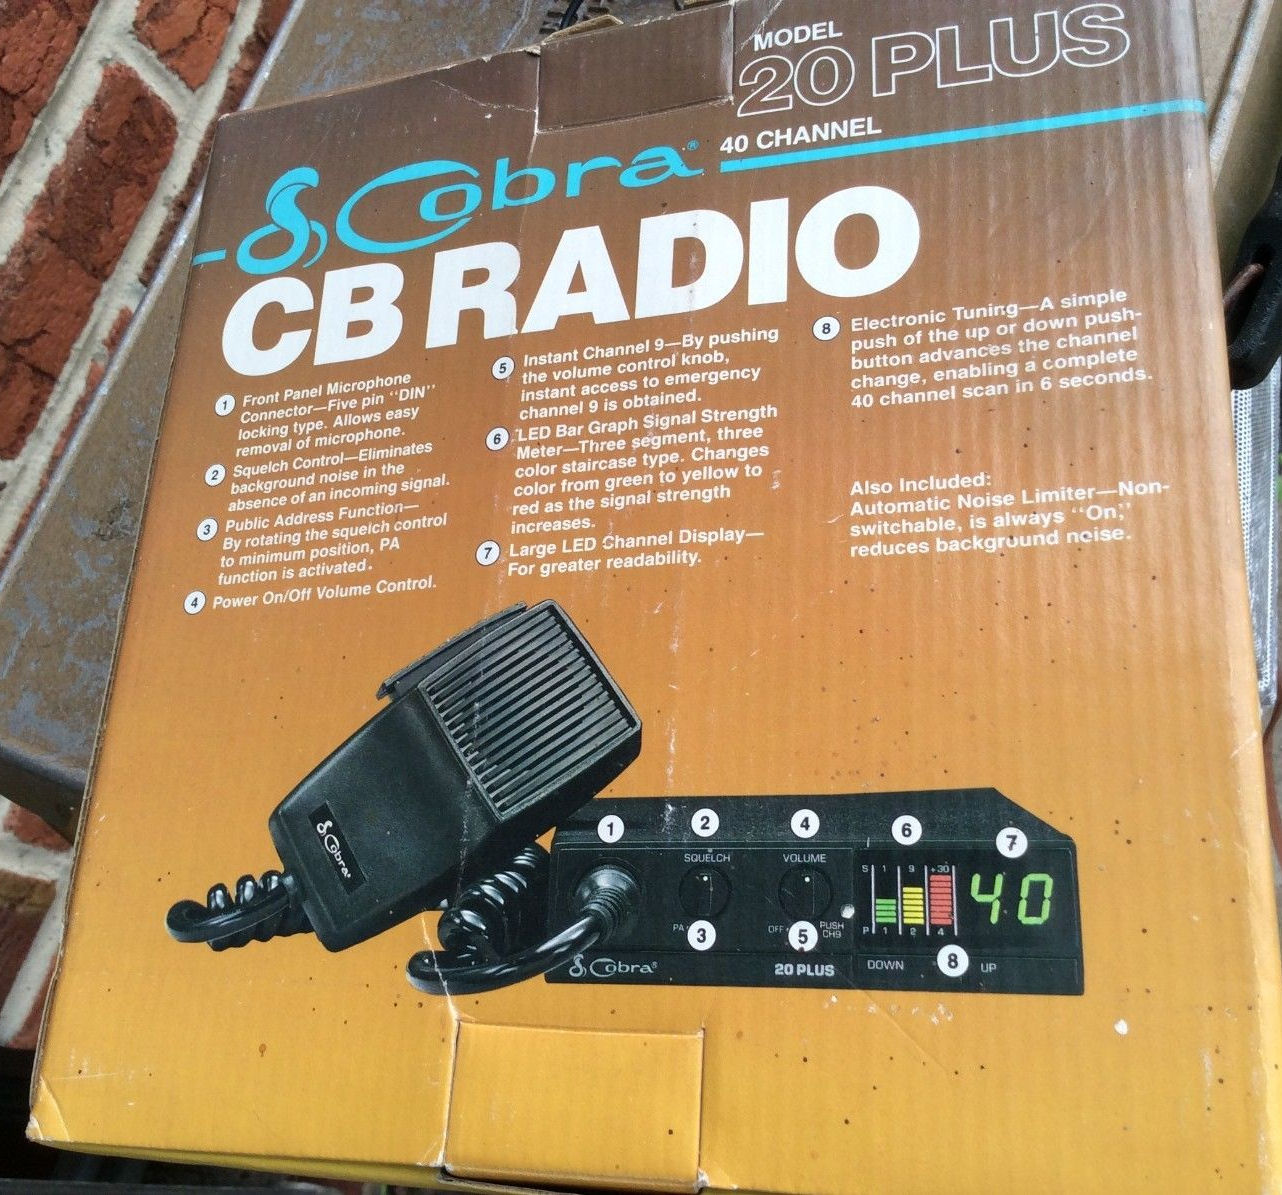 MODEL
20 PLUS
Cobra®
40 CHANNEL
CB RADIO
1 Front Panel Microphone
Connector—Five pin "DIN"
locking type. Allows easy
removal of microphone.
2 Squelch Control—Eliminates
background noise in the
absence of an incoming signal.
3 Public Address Function—
By rotating the squelch control
to minimum position, PA
function is activated.
4 Power On/Off Volume Control.
5 Instant Channel 9—By pushing
the volume control knob,
instant access to emergency
channel 9 is obtained.
6 LED Bar Graph Signal Strength
Meter—Three segment, three
color staircase type. Changes
color from green to yellow to
red as the signal strength
increases.
7 Large LED Channel Display—
For greater readability.
8 Electronic Tuning—A simple
push of the up or down push-
button advances the channel
change, enabling a complete
40 channel scan in 6 seconds.
Also Included:
Automatic Noise Limiter—Non-
switchable, is always "On,"
reduces background noise.
Cobra®
1 2 4 6 7
SQUELCH VOLUME
S 1 9 +30
40
PA 3 OFF 5 PUSH
CH9
P 1 2 4
Cobra® 20 PLUS DOWN 8 UP